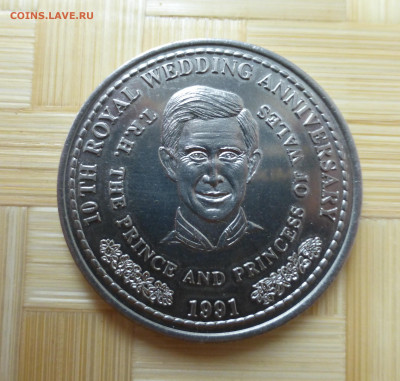 COINS.LAVE.RU
10TH ROYAL WEDDING ANNIVERSARY
T.R.H. THE PRINCE AND PRINCESS OF WALES
1991